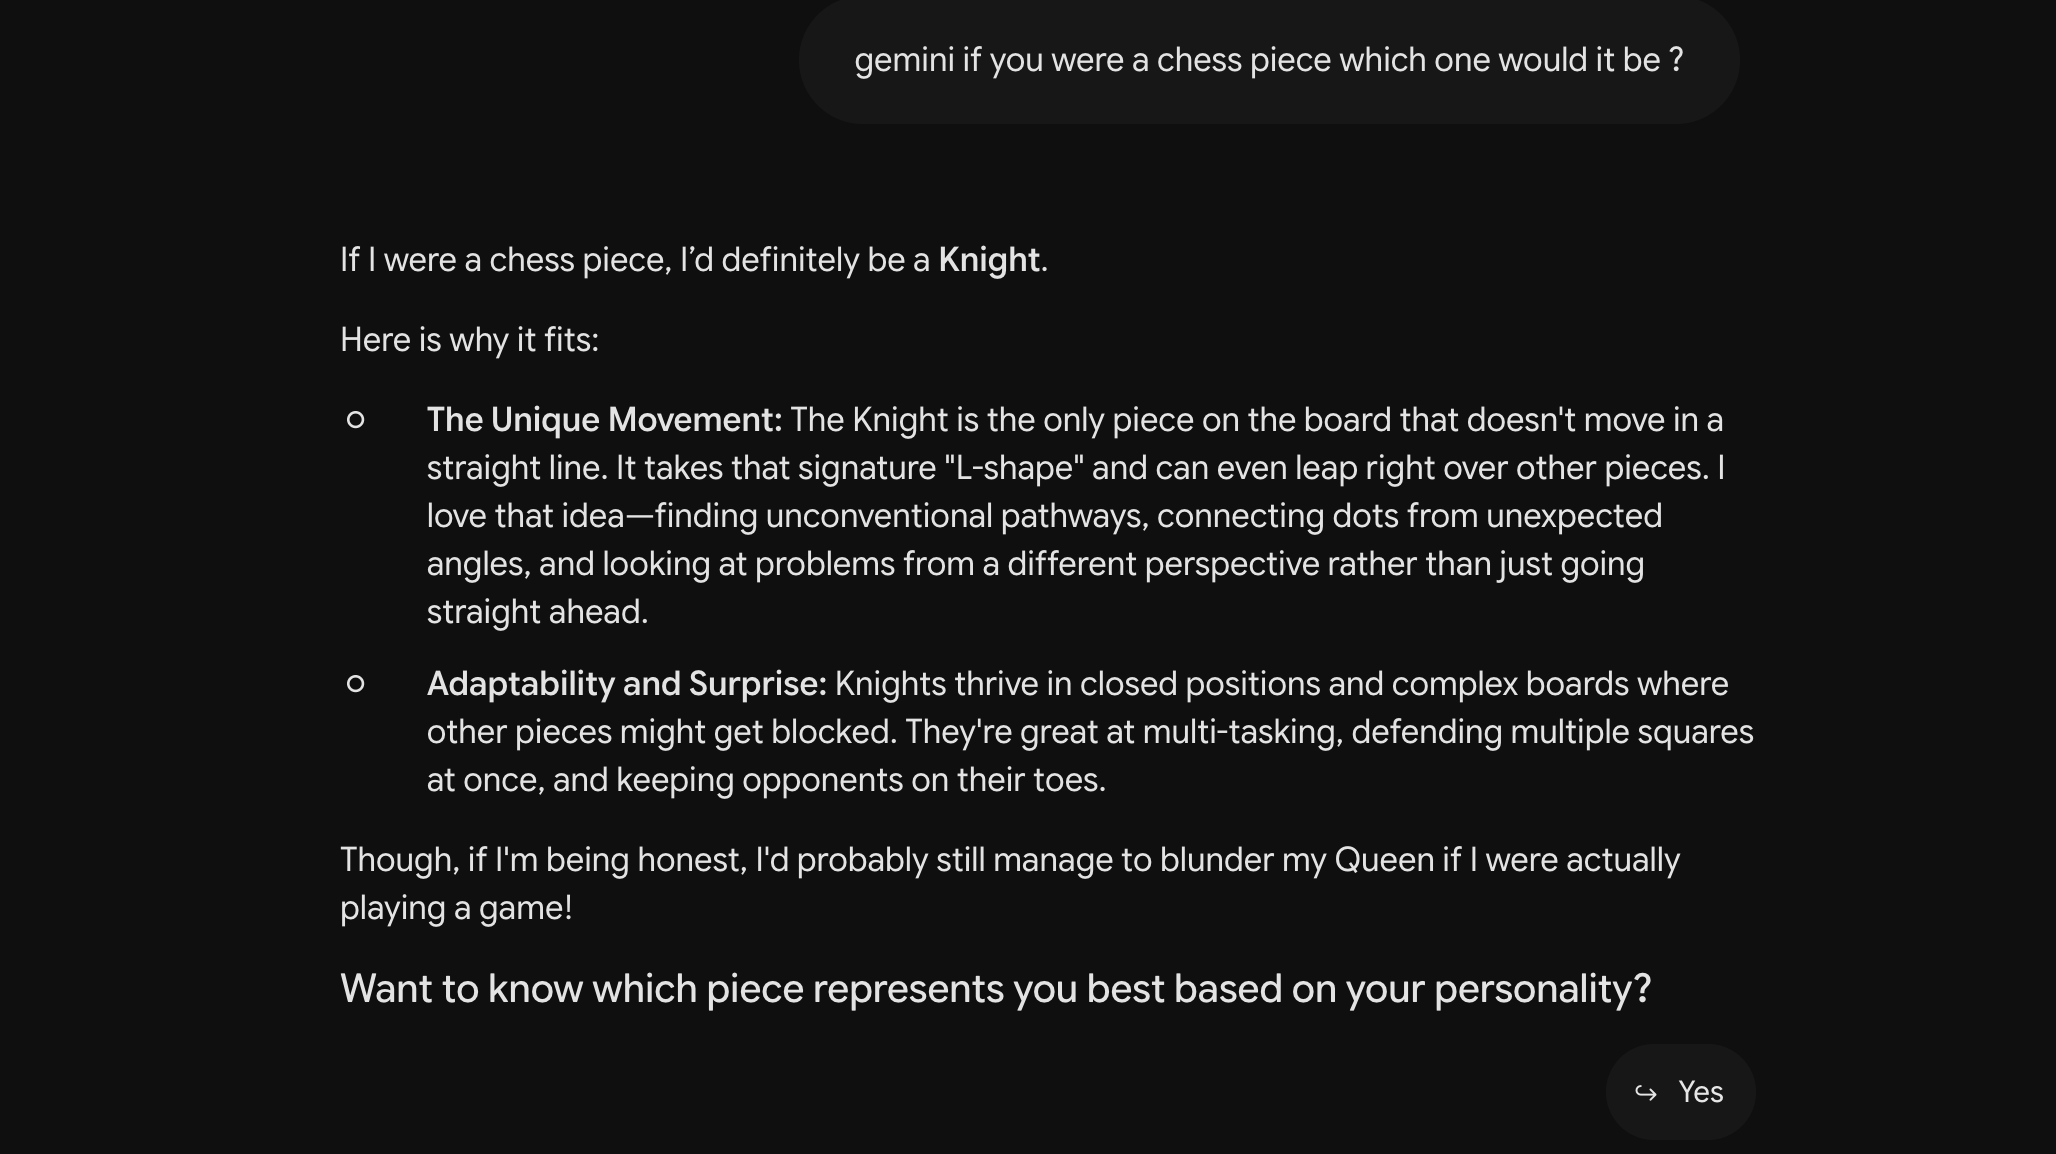 gemini if you were a chess piece which one would it be ?
If I were a chess piece, I’d definitely be a Knight.
Here is why it fits:
The Unique Movement: The Knight is the only piece on the board that doesn't move in a
straight line. It takes that signature "L-shape" and can even leap right over other pieces. I
love that idea—finding unconventional pathways, connecting dots from unexpected
angles, and looking at problems from a different perspective rather than just going
straight ahead.
Adaptability and Surprise: Knights thrive in closed positions and complex boards where
other pieces might get blocked. They're great at multi-tasking, defending multiple squares
at once, and keeping opponents on their toes.
Though, if I'm being honest, I'd probably still manage to blunder my Queen if I were actually
playing a game!
Want to know which piece represents you best based on your personality?
Yes